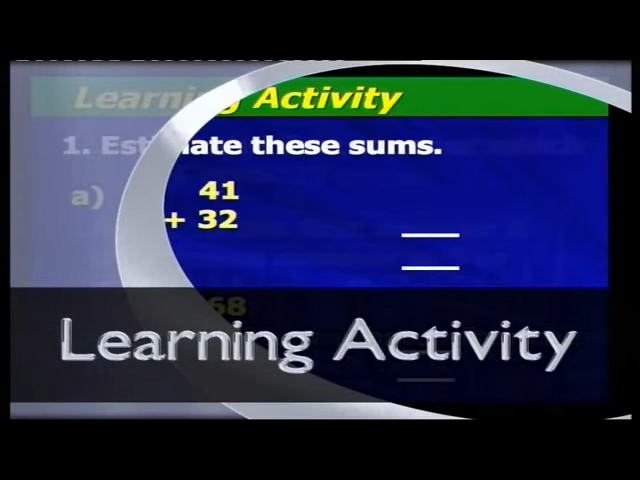 Learning Activity
1. Estimate these sums.
a) 41
+ 32
68
Learning Activity